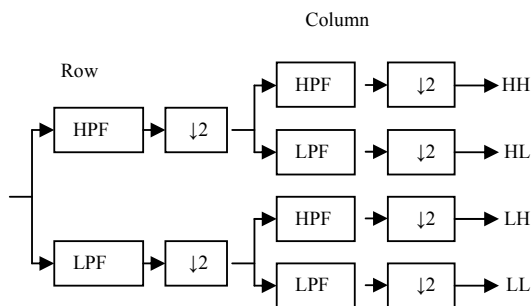 Column
Row
HPF ↓2 HH
HPF ↓2
LPF ↓2 HL
HPF ↓2 LH
LPF ↓2
LPF ↓2 LL